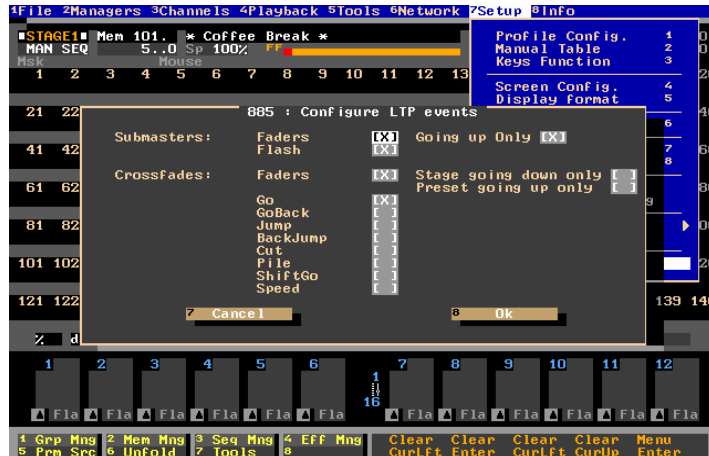 1File 2Managers 3Channels 4Playback 5Tools 6Network 7Setup 8Info
■STAGE1■ Mem 101. ∗ Coffee Break ∗
MAN SEQ 5..0 Sp 100% FF
Msk Mouse
1 2 3 4 5 6 7 8 9 10 11 12 13
Profile Config. 1
Manual Table 2
Keys Function 3
Screen Config. 4
Display format 5
6
7
8
21 22
41 42
61 62
81 82
101 102
121 122 139 14
885 : Configure LTP events
Submasters: Faders [X] Going up Only [X]
Flash [X]
Crossfades: Faders [X] Stage going down only [ ]
Preset going up only [ ]
Go [X]
GoBack [ ]
Jump [ ]
BackJump [ ]
Cut [ ]
Pile [ ]
ShiftGo [ ]
Speed [ ]
7 Cancel 8 Ok
% d
1 2 3 4 5 6 7 8 9 10 11 12
1
16
Fla Fla Fla Fla Fla Fla Fla Fla Fla Fla Fla Fla
1 Grp Mng 2 Mem Mng 3 Seq Mng 4 Eff Mng Clear Clear Clear Clear Menu
5 Prm Src 6 Unfold 7 Tools 8 CurLft Enter CurLft CurUp Enter